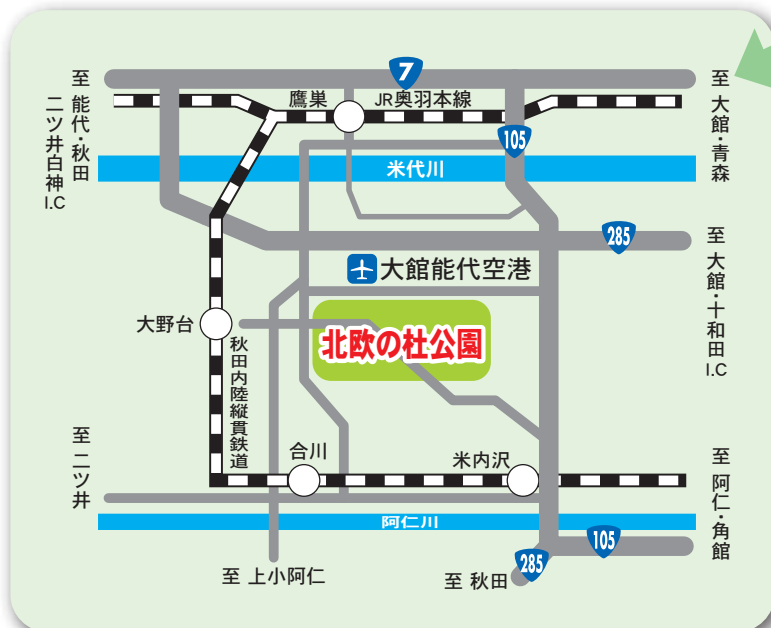 7
至 能代・秋田
二ツ井白神I.C
鷹巣
JR奥羽本線
至 大館・青森
105
米代川
285
至 大館・十和田I.C
大館能代空港
大野台
北欧の杜公園
秋田内陸縦貫鉄道
合川
米内沢
至 二ツ井
至 阿仁・角館
阿仁川
105
285
至 上小阿仁
至 秋田